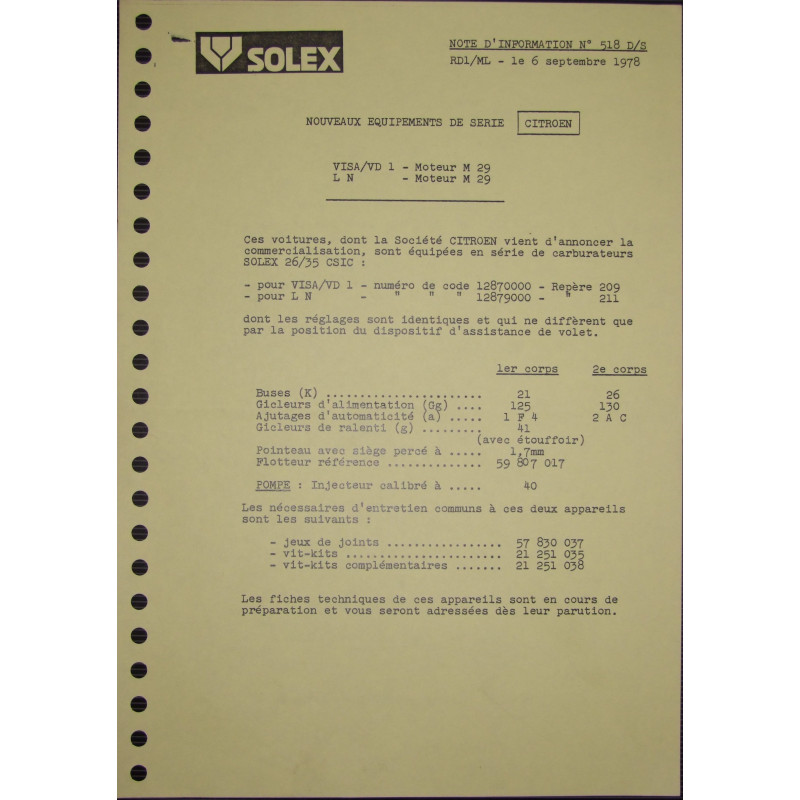 SOLEX
NOTE D'INFORMATION N° 518 D/S
RD1/ML - le 6 septembre 1978
NOUVEAUX EQUIPEMENTS DE SERIE CITROEN
VISA/VD 1 - Moteur M 29
L N - Moteur M 29
Ces voitures, dont la Société CITROEN vient d'annoncer la
commercialisation, sont équipées en série de carburateurs
SOLEX 26/35 CSIC :
- pour VISA/VD 1 - numéro de code 12870000 - Repère 209
- pour L N - " " " 12879000 - " 211
dont les réglages sont identiques et qui ne diffèrent que
par la position du dispositif d'assistance de volet.
1er corps 2e corps
Buses (K) ....................... 21 26
Gicleurs d'alimentation (Gg) .... 125 130
Ajutages d'automaticité (a) ..... 1 F 4 2 A C
Gicleurs de ralenti (g) ......... 41
(avec étouffoir)
Pointeau avec siège percé à ..... 1,7mm
Flotteur référence .............. 59 807 017
POMPE : Injecteur calibré à ..... 40
Les nécessaires d'entretien communs à ces deux appareils
sont les suivants :
- jeux de joints ................. 57 830 037
- vit-kits ....................... 21 251 035
- vit-kits complémentaires ....... 21 251 038
Les fiches techniques de ces appareils sont en cours de
préparation et vous seront adressées dès leur parution.